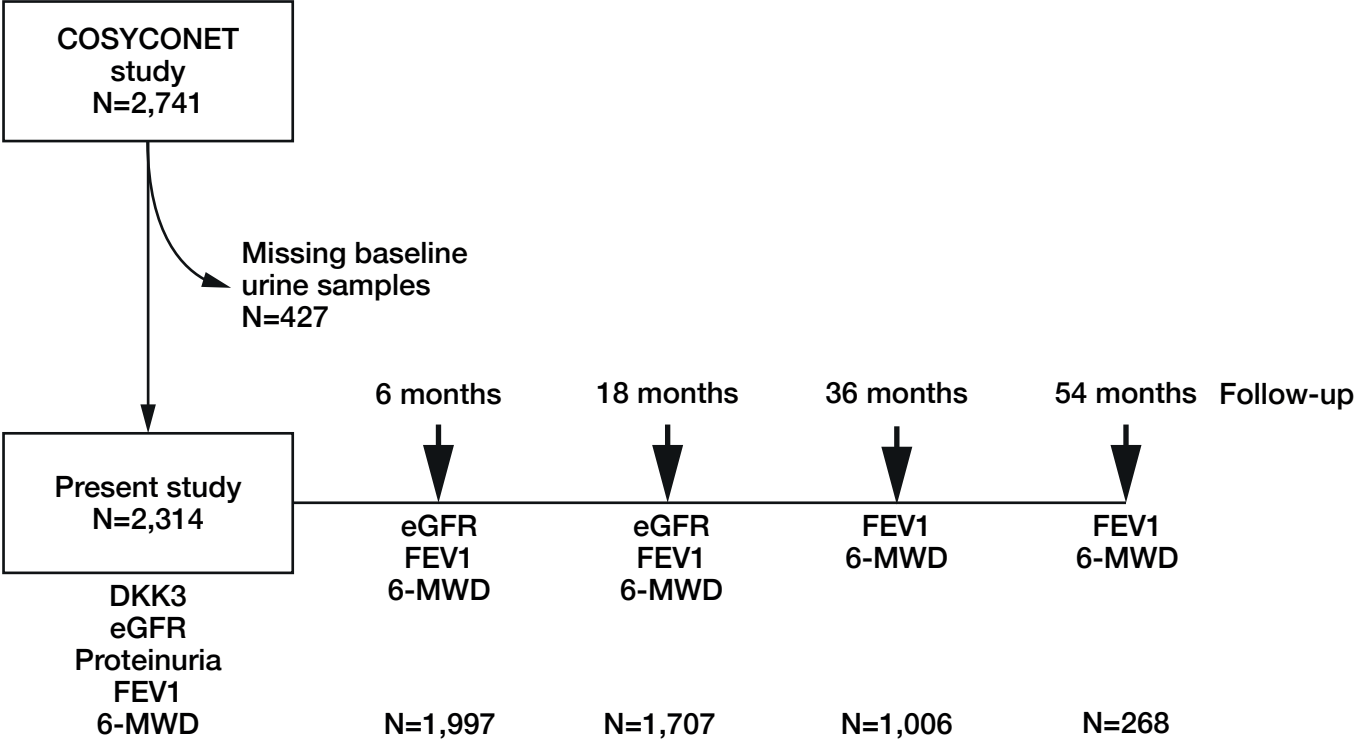 COSYCONET
study
N=2,741
Missing baseline
urine samples
N=427
6 months
18 months
36 months
54 months
Follow-up
Present study
N=2,314
DKK3
eGFR
Proteinuria
FEV1
6-MWD
eGFR
FEV1
6-MWD
N=1,997
eGFR
FEV1
6-MWD
N=1,707
FEV1
6-MWD
N=1,006
FEV1
6-MWD
N=268